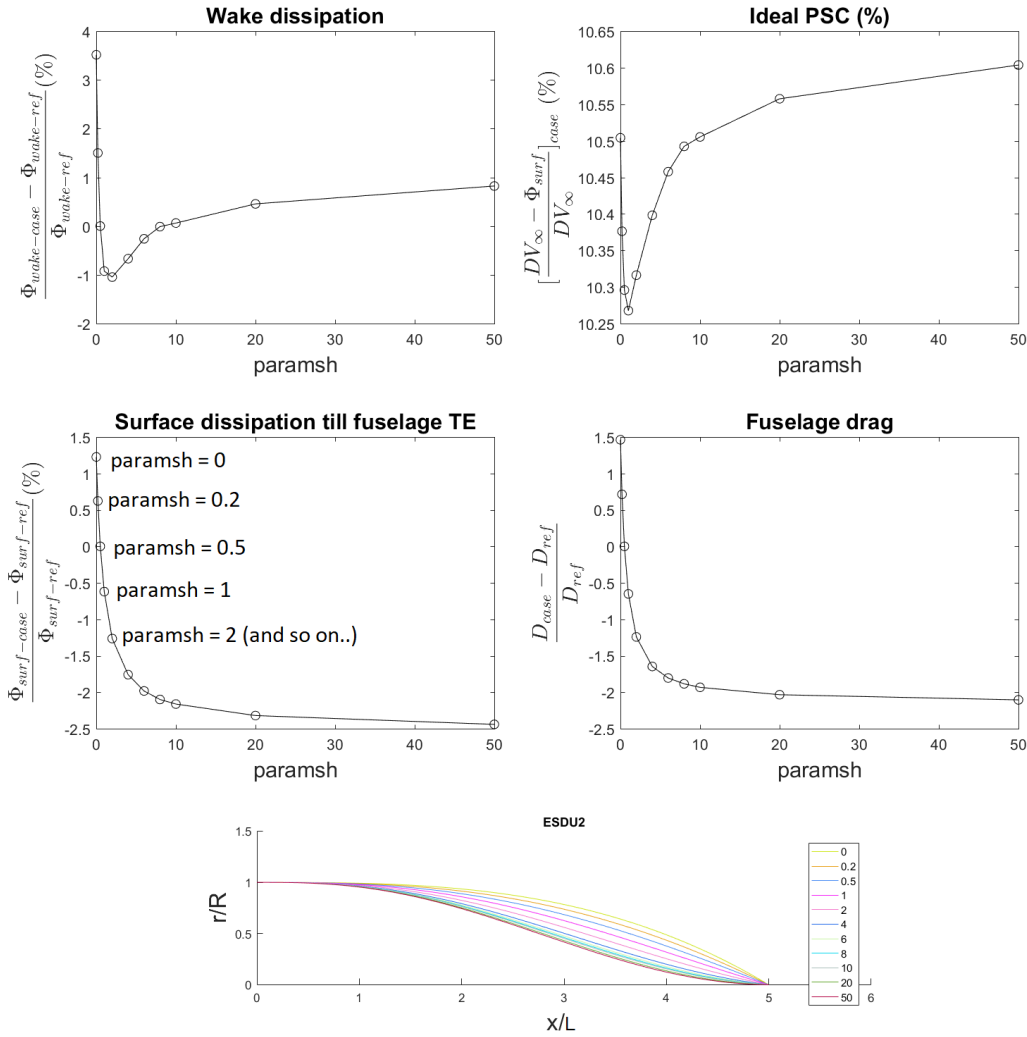 Wake dissipation
Φwake−case − Φwake−ref / Φwake−ref (%)
4
3
2
1
0
-1
-2
0 10 20 30 40 50
paramsh
Ideal PSC (%)
[DV∞ − Φsurf / DV∞]case (%)
10.65
10.6
10.55
10.5
10.45
10.4
10.35
10.3
10.25
0 10 20 30 40 50
paramsh
Surface dissipation till fuselage TE
Φsurf−case − Φsurf−ref / Φsurf−ref (%)
1.5
1
0.5
0
-0.5
-1
-1.5
-2
-2.5
paramsh = 0
paramsh = 0.2
paramsh = 0.5
paramsh = 1
paramsh = 2 (and so on..)
0 10 20 30 40 50
paramsh
Fuselage drag
Dcase − Dref / Dref
1.5
1
0.5
0
-0.5
-1
-1.5
-2
-2.5
0 10 20 30 40 50
paramsh
ESDU2
r/R
1.5
1
0.5
0
0 1 2 3 4 5 6
x/L
0
0.2
0.5
1
2
4
6
8
10
20
50